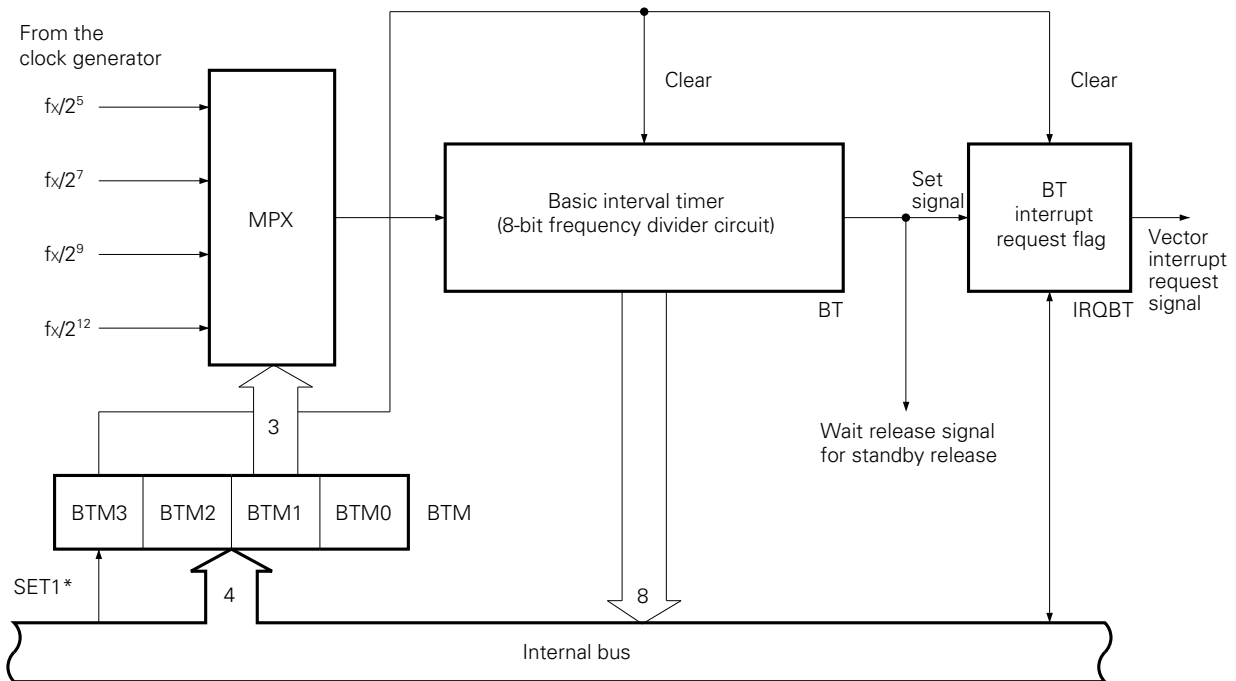 From the
clock generator
fx/2⁵
fx/2⁷
fx/2⁹
fx/2¹²
MPX
Clear
Clear
Basic interval timer
(8-bit frequency divider circuit)
BT
Set
signal
BT
interrupt
request flag
IRQBT
Vector
interrupt
request
signal
Wait release signal
for standby release
3
BTM3 BTM2 BTM1 BTM0 BTM
SET1*
4
8
Internal bus